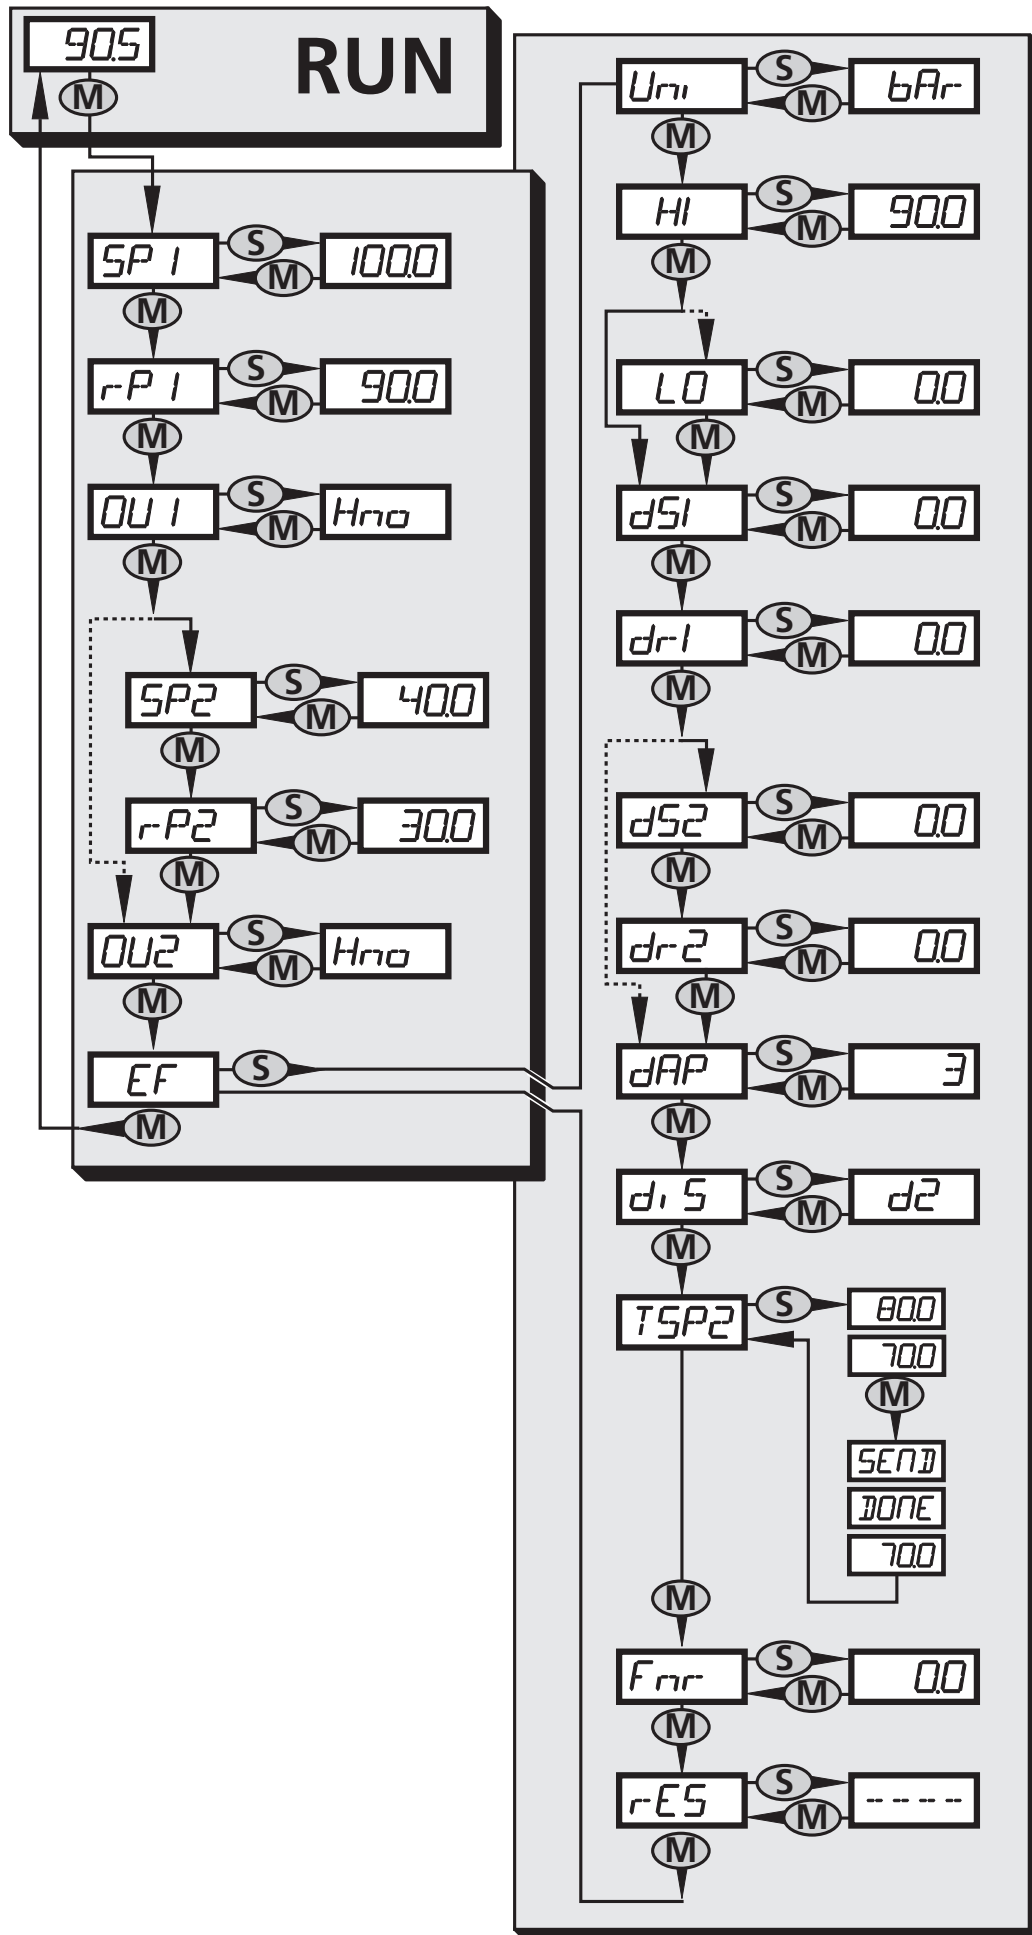 90.5
RUN
M
SP1
S
M
100.0
M
rP1
S
M
90.0
M
OU1
S
M
Hno
M
SP2
S
M
40.0
M
rP2
S
M
30.0
M
OU2
S
M
Hno
M
EF
S
M
Uni
S
M
bAr
M
HI
S
M
90.0
M
LO
S
M
0.0
M
dS1
S
M
0.0
M
dr1
S
M
0.0
M
dS2
S
M
0.0
M
dr2
S
M
0.0
M
dAP
S
M
3
M
diS
S
M
d2
M
TSP2
S
80.0
70.0
M
SEND
DONE
70.0
M
Fnr
S
M
0.0
M
rES
S
M
----
M